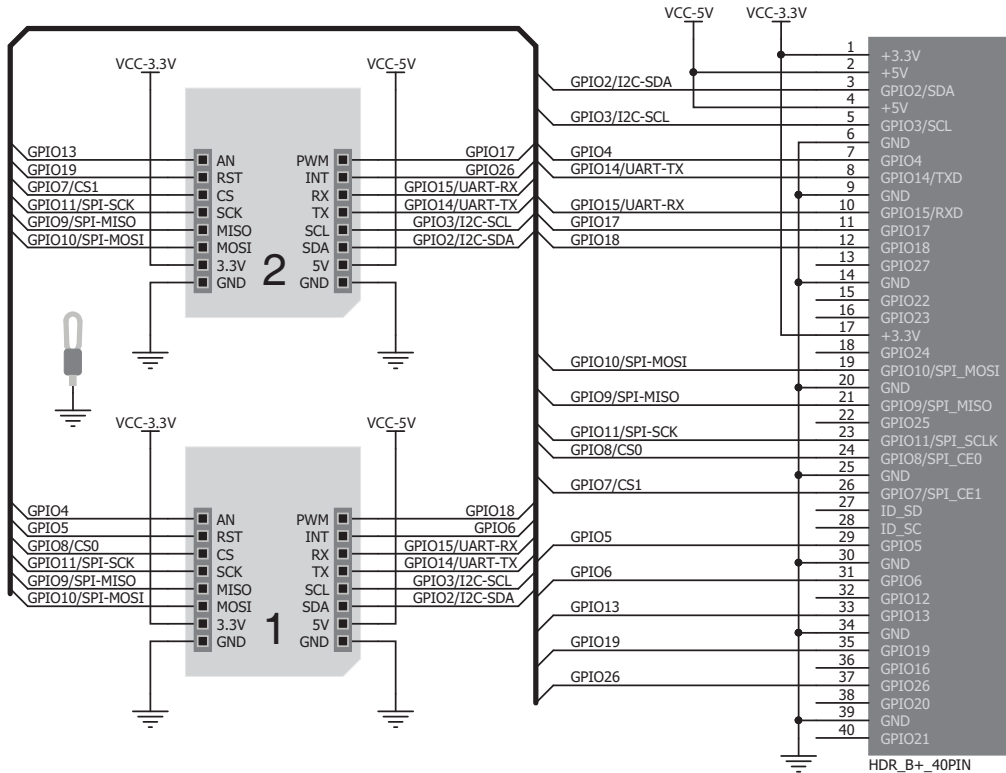 VCC-5V VCC-3.3V
VCC-3.3V VCC-5V
GPIO13 AN PWM GPIO17
GPIO19 RST INT GPIO26
GPIO7/CS1 CS RX GPIO15/UART-RX
GPIO11/SPI-SCK SCK TX GPIO14/UART-TX
GPIO9/SPI-MISO MISO SCL GPIO3/I2C-SCL
GPIO10/SPI-MOSI MOSI SDA GPIO2/I2C-SDA
3.3V 5V
GND 2 GND
VCC-3.3V VCC-5V
GPIO4 AN PWM GPIO18
GPIO5 RST INT GPIO6
GPIO8/CS0 CS RX GPIO15/UART-RX
GPIO11/SPI-SCK SCK TX GPIO14/UART-TX
GPIO9/SPI-MISO MISO SCL GPIO3/I2C-SCL
GPIO10/SPI-MOSI MOSI SDA GPIO2/I2C-SDA
3.3V 5V
GND 1 GND
1 +3.3V
2 +5V
GPIO2/I2C-SDA 3 GPIO2/SDA
4 +5V
GPIO3/I2C-SCL 5 GPIO3/SCL
6 GND
GPIO4 7 GPIO4
GPIO14/UART-TX 8 GPIO14/TXD
9 GND
GPIO15/UART-RX 10 GPIO15/RXD
GPIO17 11 GPIO17
GPIO18 12 GPIO18
13 GPIO27
14 GND
15 GPIO22
16 GPIO23
17 +3.3V
18 GPIO24
GPIO10/SPI-MOSI 19 GPIO10/SPI_MOSI
20 GND
GPIO9/SPI-MISO 21 GPIO9/SPI_MISO
22 GPIO25
GPIO11/SPI-SCK 23 GPIO11/SPI_SCLK
GPIO8/CS0 24 GPIO8/SPI_CE0
25 GND
GPIO7/CS1 26 GPIO7/SPI_CE1
27 ID_SD
28 ID_SC
GPIO5 29 GPIO5
30 GND
GPIO6 31 GPIO6
32 GPIO12
GPIO13 33 GPIO13
34 GND
GPIO19 35 GPIO19
36 GPIO16
GPIO26 37 GPIO26
38 GPIO20
39 GND
40 GPIO21
HDR_B+_40PIN